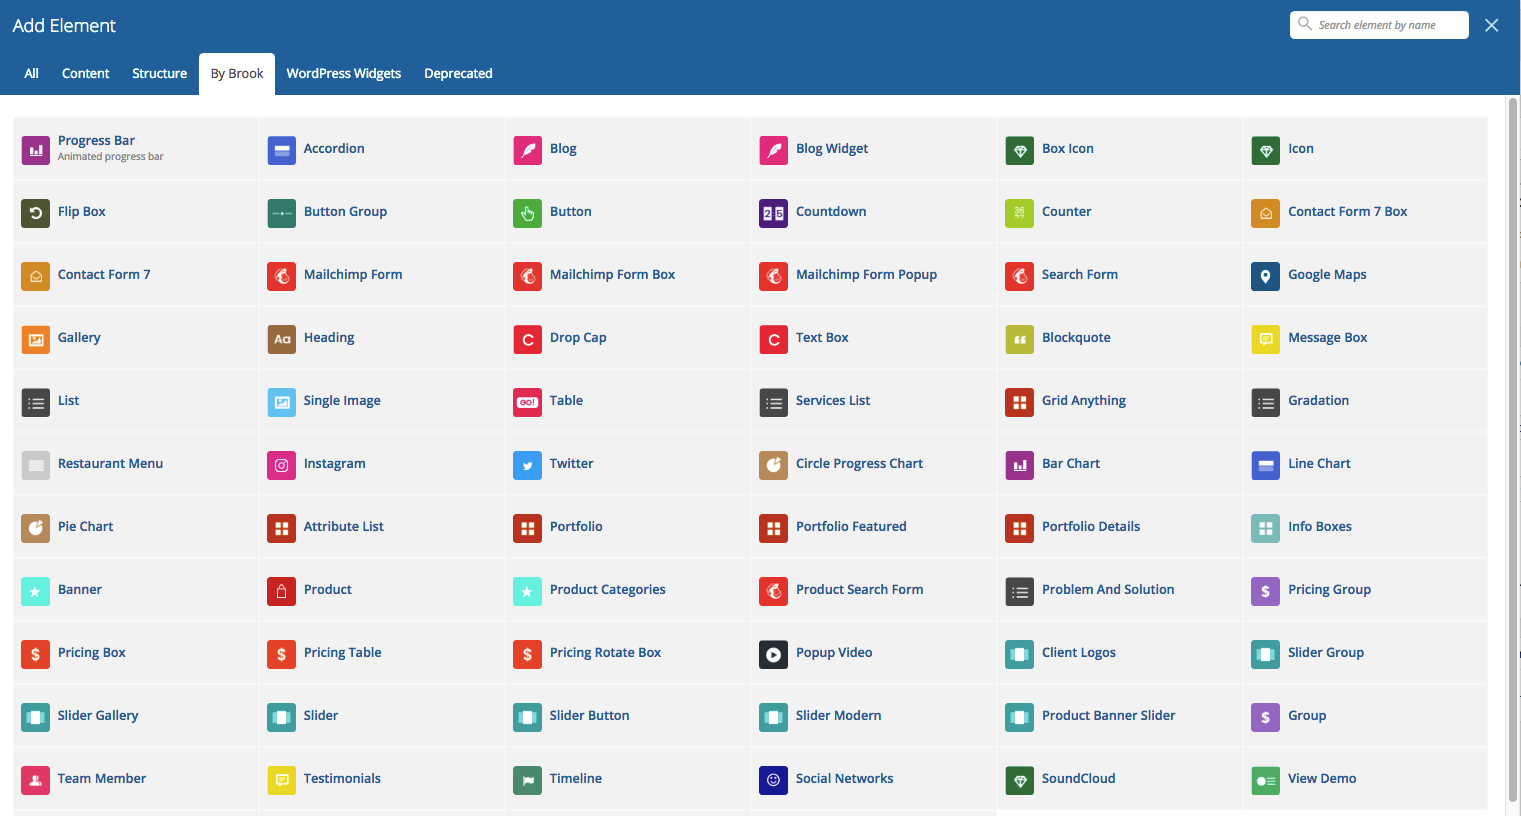 Add Element
Search element by name
All Content Structure By Brook WordPress Widgets Deprecated
Progress Bar
Animated progress bar
Accordion
Blog
Blog Widget
Box Icon
Icon
Flip Box
Button Group
Button
2 5 Countdown
Counter
Contact Form 7 Box
Contact Form 7
Mailchimp Form
Mailchimp Form Box
Mailchimp Form Popup
Search Form
Google Maps
Gallery
Aa Heading
C Drop Cap
C Text Box
Blockquote
Message Box
List
Single Image
GO! Table
Services List
Grid Anything
Gradation
Restaurant Menu
Instagram
Twitter
Circle Progress Chart
Bar Chart
Line Chart
Pie Chart
Attribute List
Portfolio
Portfolio Featured
Portfolio Details
Info Boxes
Banner
Product
Product Categories
Product Search Form
Problem And Solution
$ Pricing Group
$ Pricing Box
$ Pricing Table
$ Pricing Rotate Box
Popup Video
Client Logos
Slider Group
Slider Gallery
Slider
Slider Button
Slider Modern
Product Banner Slider
$ Group
Team Member
Testimonials
Timeline
Social Networks
SoundCloud
View Demo